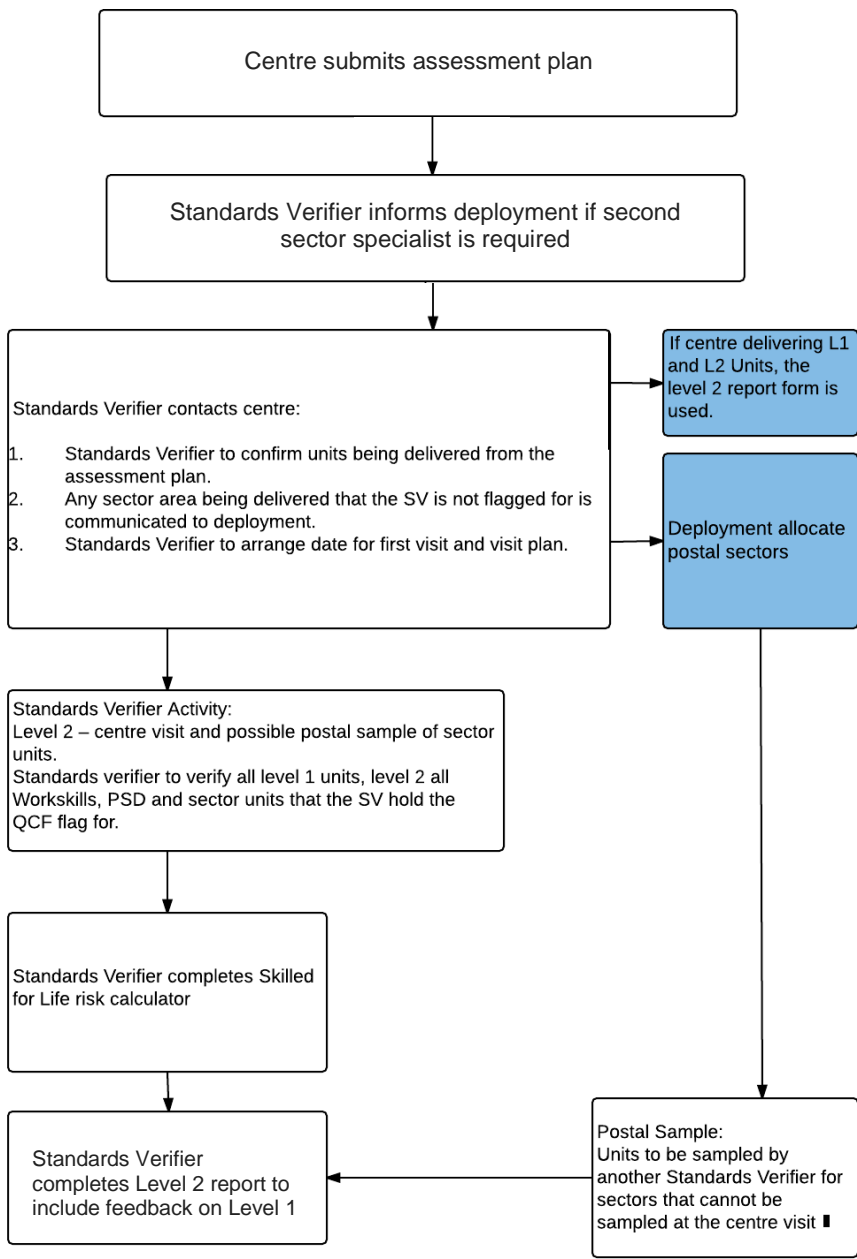 Centre submits assessment plan
Standards Verifier informs deployment if second
sector specialist is required
Standards Verifier contacts centre:
1. Standards Verifier to confirm units being delivered from the
assessment plan.
2. Any sector area being delivered that the SV is not flagged for is
communicated to deployment.
3. Standards Verifier to arrange date for first visit and visit plan.
If centre delivering L1
and L2 Units, the
level 2 report form is
used.
Deployment allocate
postal sectors
Standards Verifier Activity:
Level 2 – centre visit and possible postal sample of sector
units.
Standards verifier to verify all level 1 units, level 2 all
Workskills, PSD and sector units that the SV hold the
QCF flag for.
Standards Verifier completes Skilled
for Life risk calculator
Standards Verifier
completes Level 2 report to
include feedback on Level 1
Postal Sample:
Units to be sampled by
another Standards Verifier for
sectors that cannot be
sampled at the centre visit